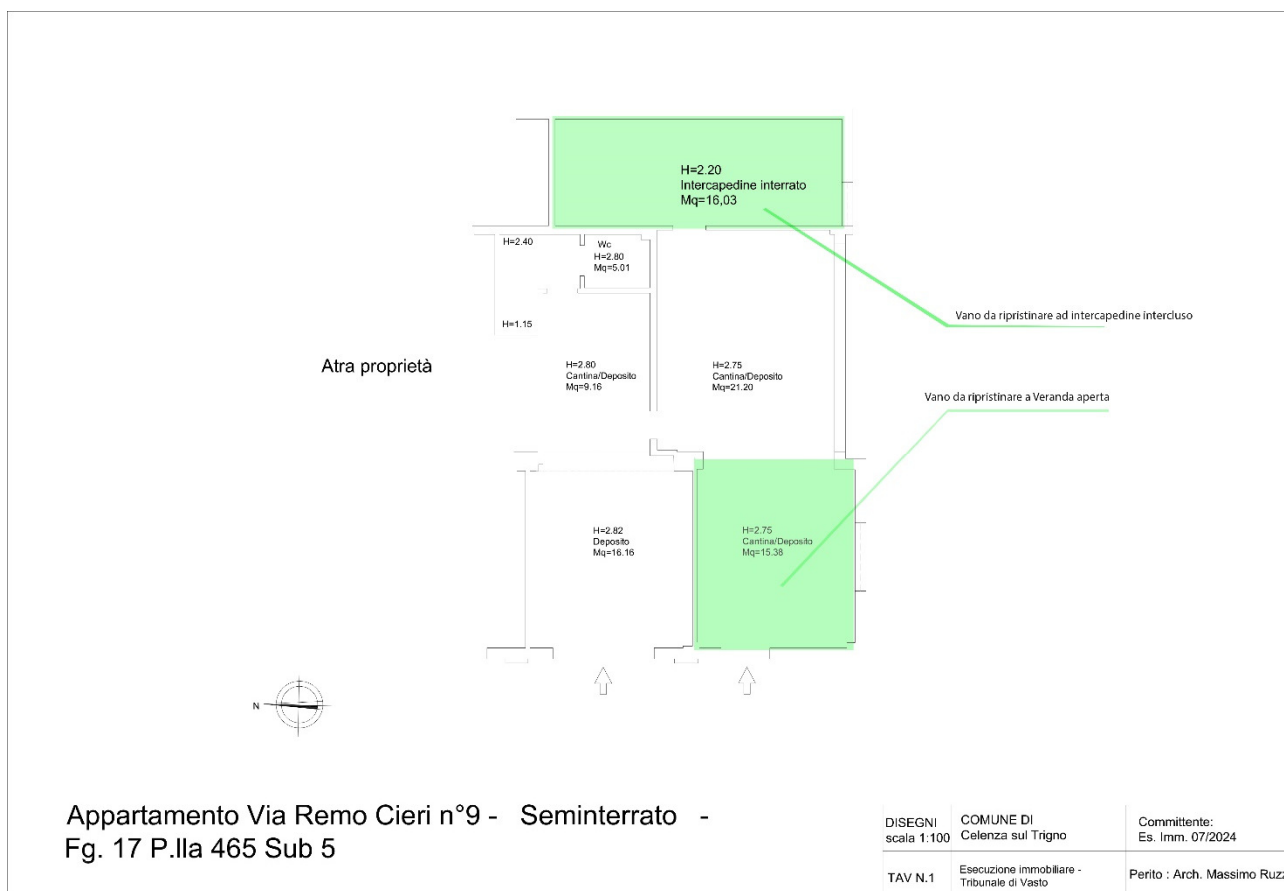 H=2.20
Intercapedine interrato
Mq=16,03
H=2.40
Wc
H=2.80
Mq=5.01
Vano da ripristinare ad intercapedine intercluso
H=1.15
Atra proprietà
H=2.80
Cantina/Deposito
Mq=9.16
H=2.75
Cantina/Deposito
Mq=21.20
Vano da ripristinare a Veranda aperta
H=2.82
Deposito
Mq=16.16
H=2.75
Cantina/Deposito
Mq=15.38
N
Appartamento Via Remo Cieri n°9 - Seminterrato -
Fg. 17 P.lla 465 Sub 5
DISEGNI
scala 1:100
COMUNE DI
Celenza sul Trigno
Committente:
Es. Imm. 07/2024
TAV N.1
Esecuzione immobiliare -
Tribunale di Vasto
Perito : Arch. Massimo Ruzz